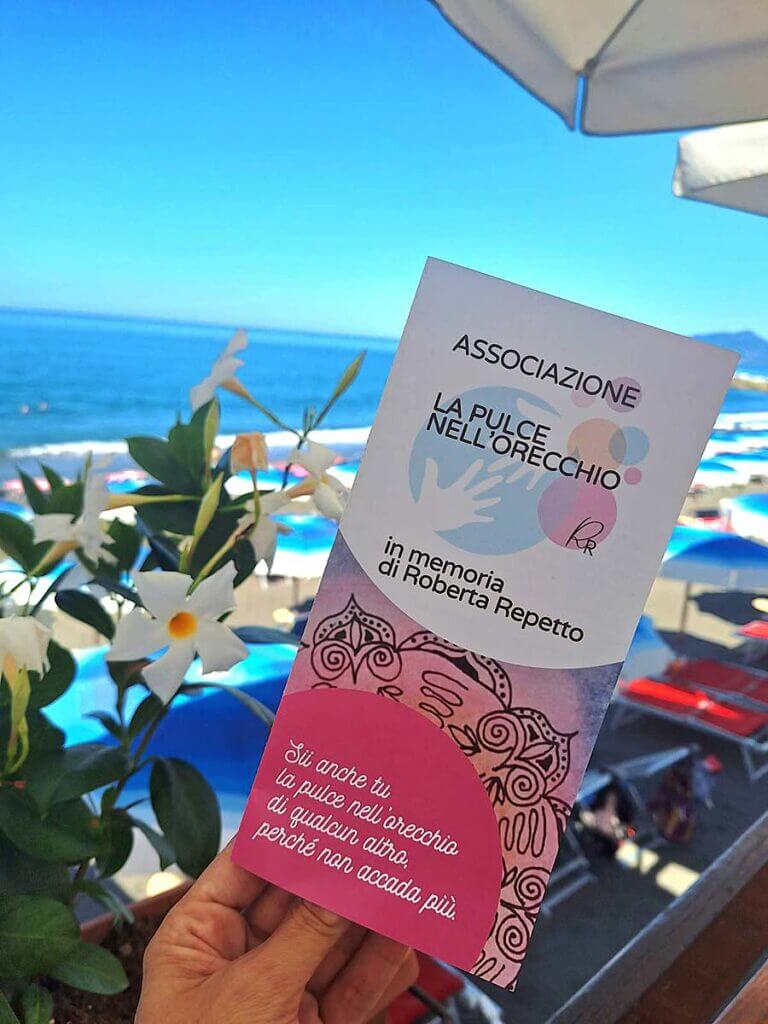 ASSOCIAZIONE
LA PULCE
NELL'ORECCHIO
RR
in memoria
di Roberta Repetto
Sii anche tu
la pulce nell'orecchio
di qualcun altro,
perché non accada più.